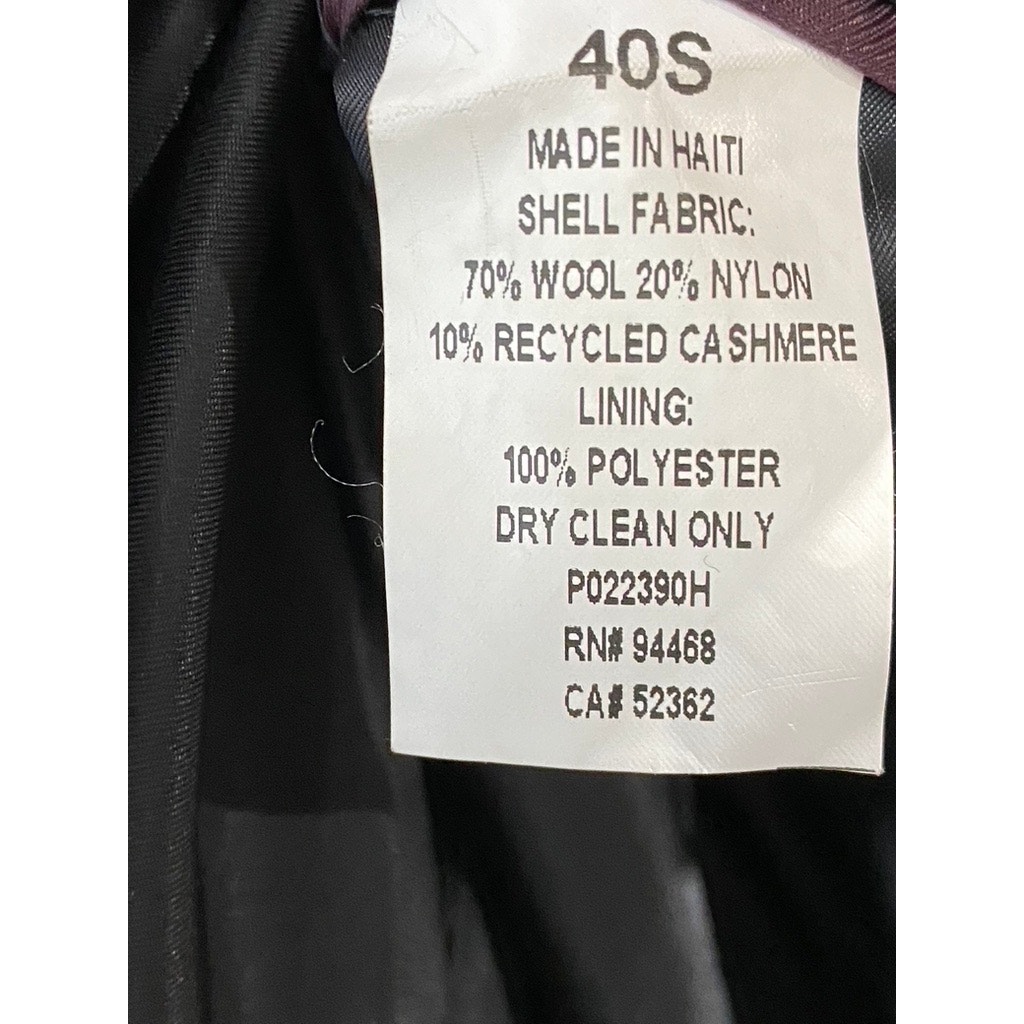 40S
MADE IN HAITI
SHELL FABRIC:
70% WOOL 20% NYLON
10% RECYCLED CASHMERE
LINING:
100% POLYESTER
DRY CLEAN ONLY
P022390H
RN# 94468
CA# 52362